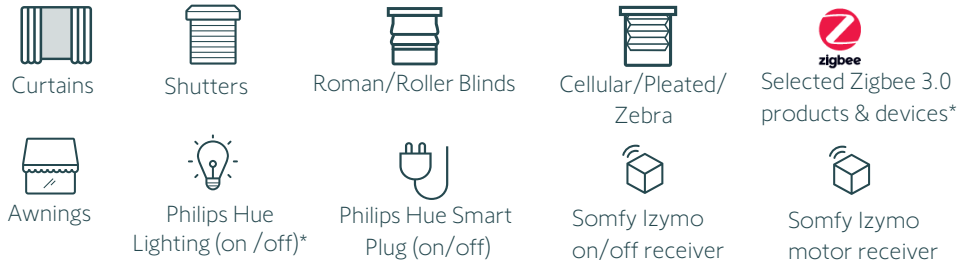 Curtains
Shutters
Roman/Roller Blinds
Cellular/Pleated/
Zebra
zigbee
Selected Zigbee 3.0
products & devices*
Awnings
Philips Hue
Lighting (on /off)*
Philips Hue Smart
Plug (on/off)
Somfy Izymo
on/off receiver
Somfy Izymo
motor receiver